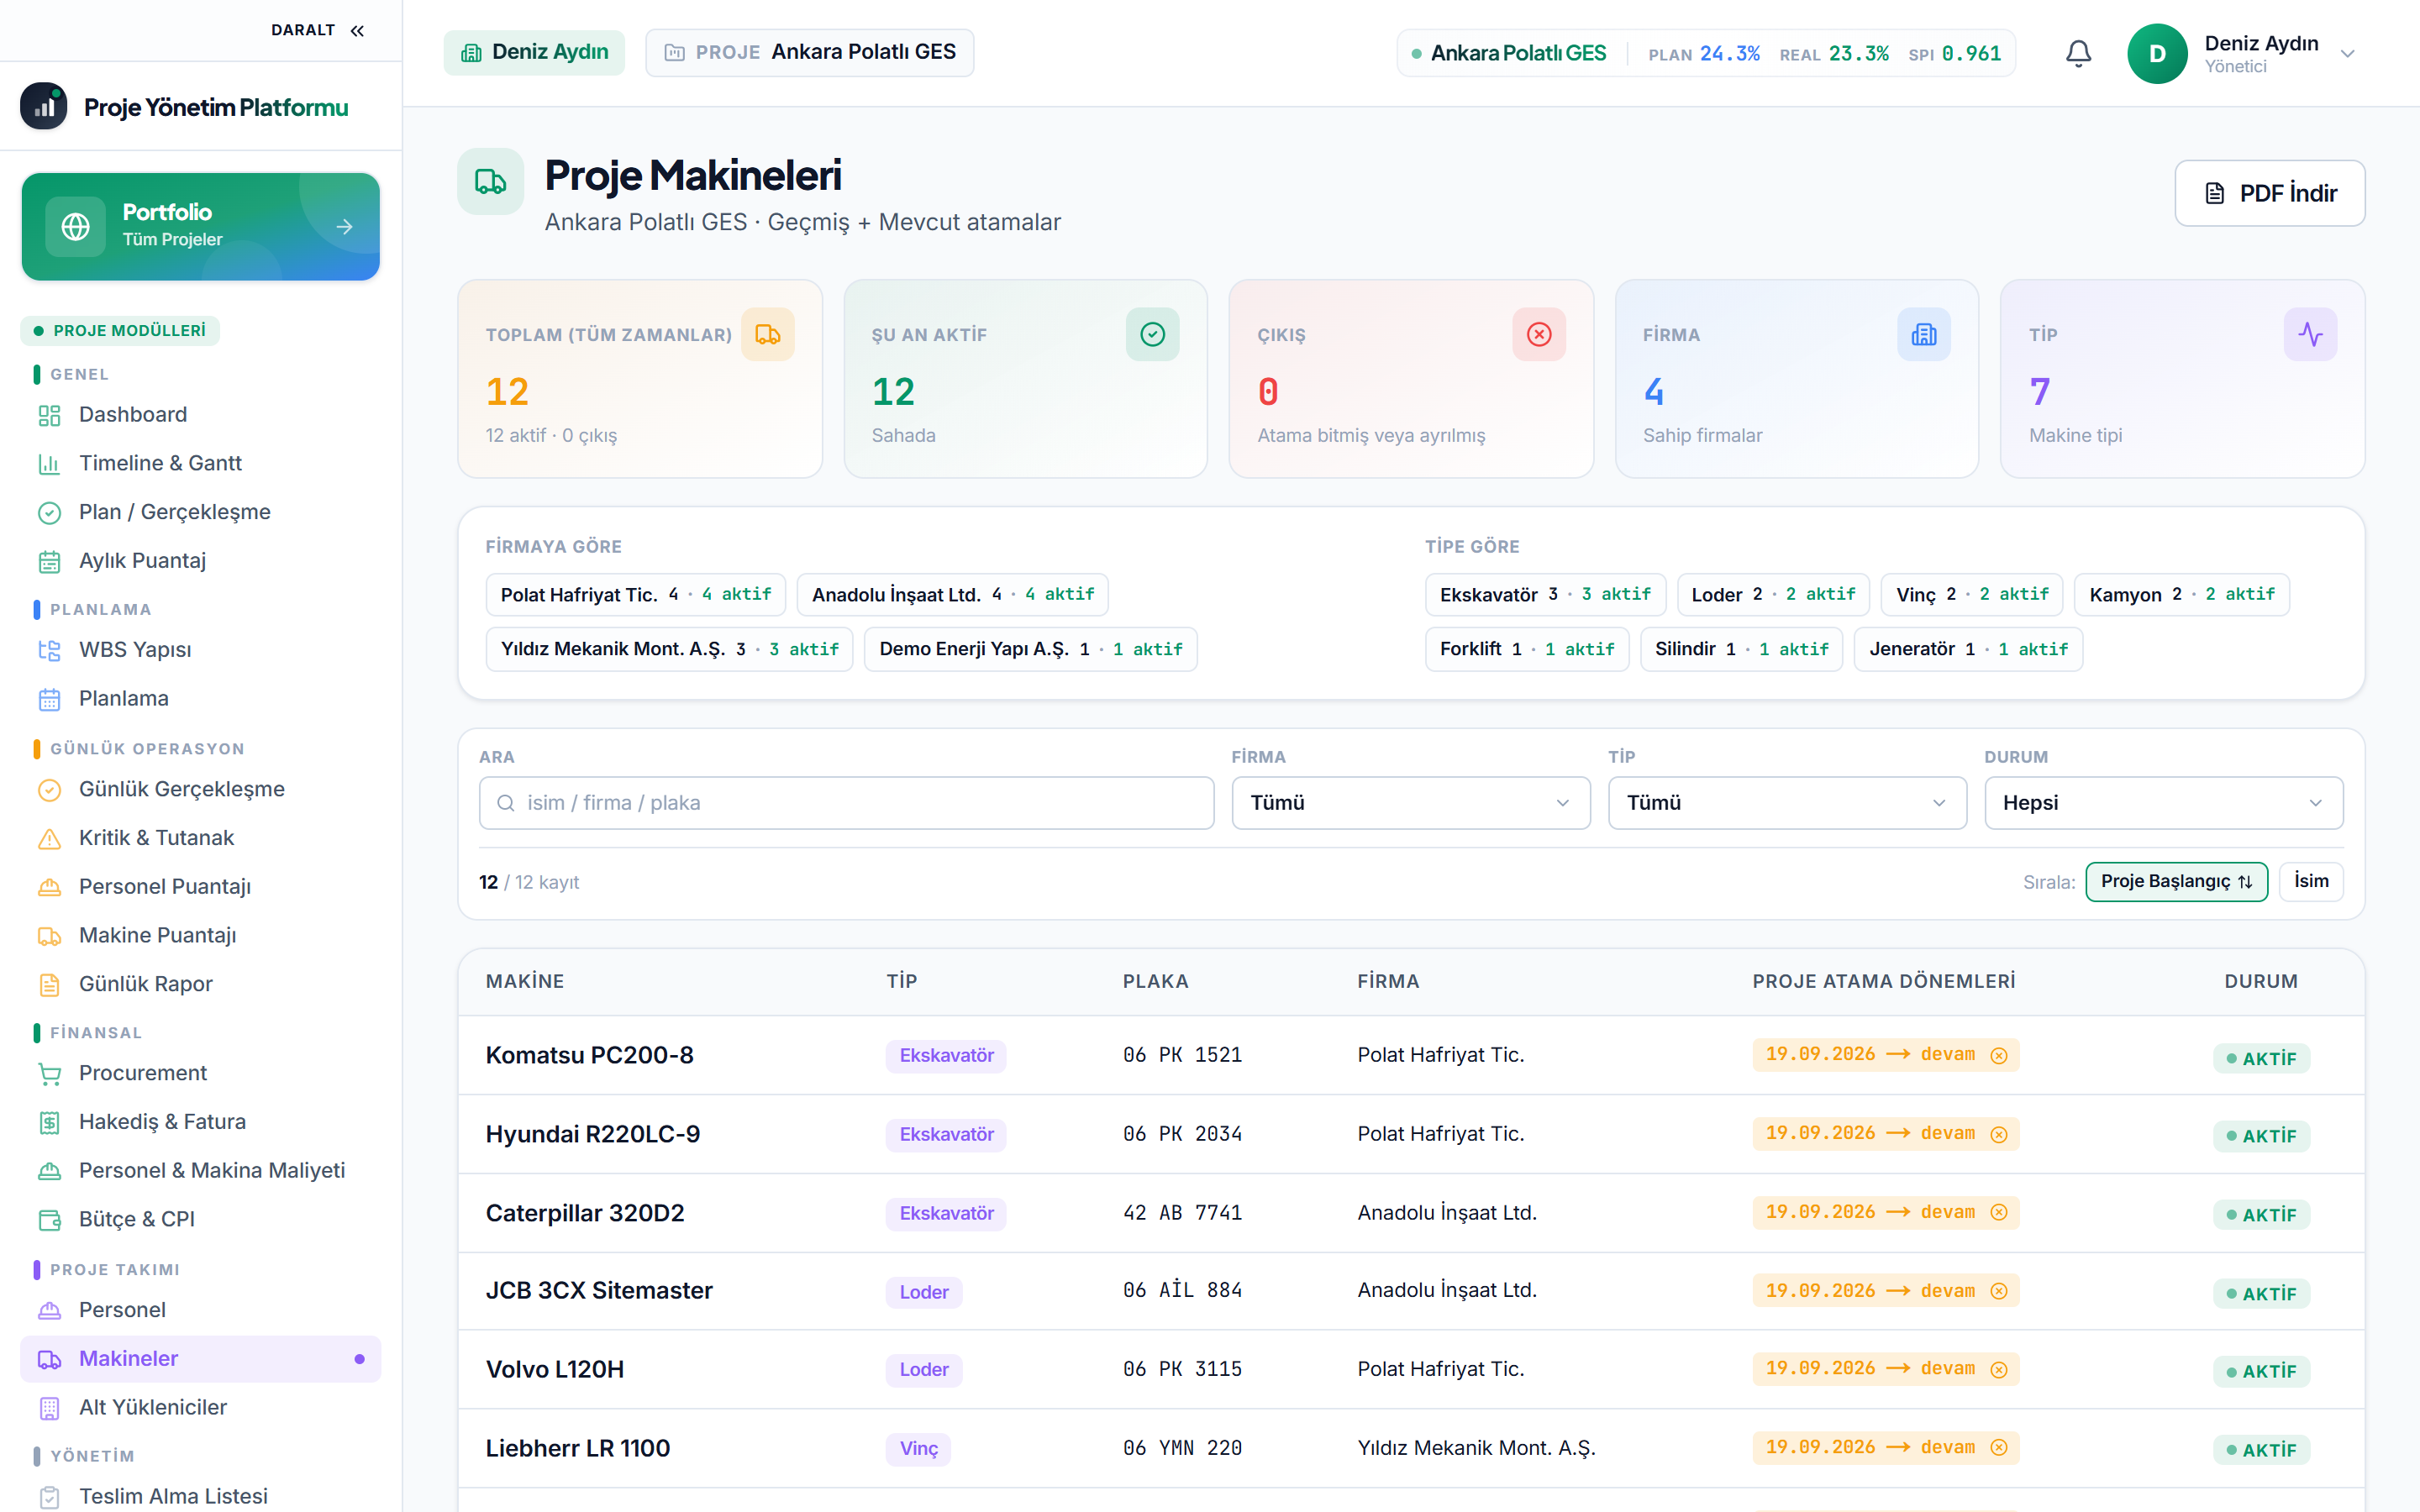 DARALT
Proje Yönetim Platformu
Portfolio
Tüm Projeler
PROJE MODÜLLERİ
GENEL
Dashboard
Timeline & Gantt
Plan / Gerçekleşme
Aylık Puantaj
PLANLAMA
WBS Yapısı
Planlama
GÜNLÜK OPERASYON
Günlük Gerçekleşme
Kritik & Tutanak
Personel Puantajı
Makine Puantajı
Günlük Rapor
FİNANSAL
Procurement
Hakediş & Fatura
Personel & Makina Maliyeti
Bütçe & CPI
PROJE TAKIMI
Personel
Makineler
Alt Yükleniciler
YÖNETİM
Teslim Alma Listesi
Deniz Aydın PROJE Ankara Polatlı GES
Ankara Polatlı GES PLAN 24.3% REAL 23.3% SPI 0.961
D Deniz Aydın
Yönetici
Proje Makineleri
Ankara Polatlı GES · Geçmiş + Mevcut atamalar
PDF İndir
TOPLAM (TÜM ZAMANLAR)
12
12 aktif · 0 çıkış
ŞU AN AKTİF
12
Sahada
ÇIKIŞ
0
Atama bitmiş veya ayrılmış
FİRMA
4
Sahip firmalar
TİP
7
Makine tipi
FİRMAYA GÖRE
Polat Hafriyat Tic. 4 · 4 aktif Anadolu İnşaat Ltd. 4 · 4 aktif
Yıldız Mekanik Mont. A.Ş. 3 · 3 aktif Demo Enerji Yapı A.Ş. 1 · 1 aktif
TİPE GÖRE
Ekskavatör 3 · 3 aktif Loder 2 · 2 aktif Vinç 2 · 2 aktif Kamyon 2 · 2 aktif
Forklift 1 · 1 aktif Silindir 1 · 1 aktif Jeneratör 1 · 1 aktif
ARA FİRMA TİP DURUM
isim / firma / plaka Tümü Tümü Hepsi
12 / 12 kayıt Sırala: Proje Başlangıç İsim
MAKİNE TİP PLAKA FİRMA PROJE ATAMA DÖNEMLERİ DURUM
Komatsu PC200-8 Ekskavatör 06 PK 1521 Polat Hafriyat Tic. 19.09.2026 → devam AKTİF
Hyundai R220LC-9 Ekskavatör 06 PK 2034 Polat Hafriyat Tic. 19.09.2026 → devam AKTİF
Caterpillar 320D2 Ekskavatör 42 AB 7741 Anadolu İnşaat Ltd. 19.09.2026 → devam AKTİF
JCB 3CX Sitemaster Loder 06 AİL 884 Anadolu İnşaat Ltd. 19.09.2026 → devam AKTİF
Volvo L120H Loder 06 PK 3115 Polat Hafriyat Tic. 19.09.2026 → devam AKTİF
Liebherr LR 1100 Vinç 06 YMN 220 Yıldız Mekanik Mont. A.Ş. 19.09.2026 → devam AKTİF